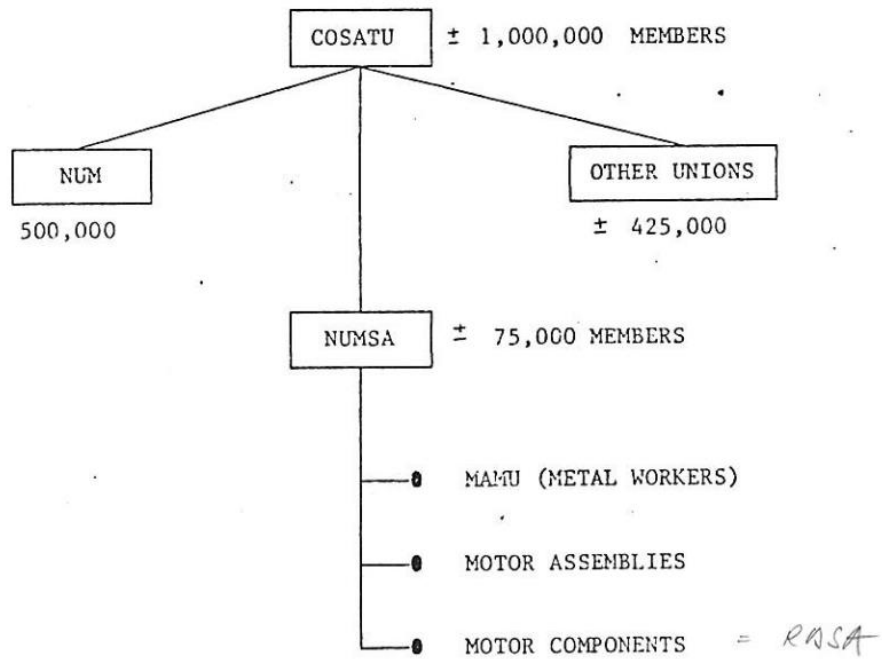 COSATU ± 1,000,000 MEMBERS
NUM
OTHER UNIONS
500,000
± 425,000
NUMSA ± 75,000 MEMBERS
MAMU (METAL WORKERS)
MOTOR ASSEMBLIES
MOTOR COMPONENTS =